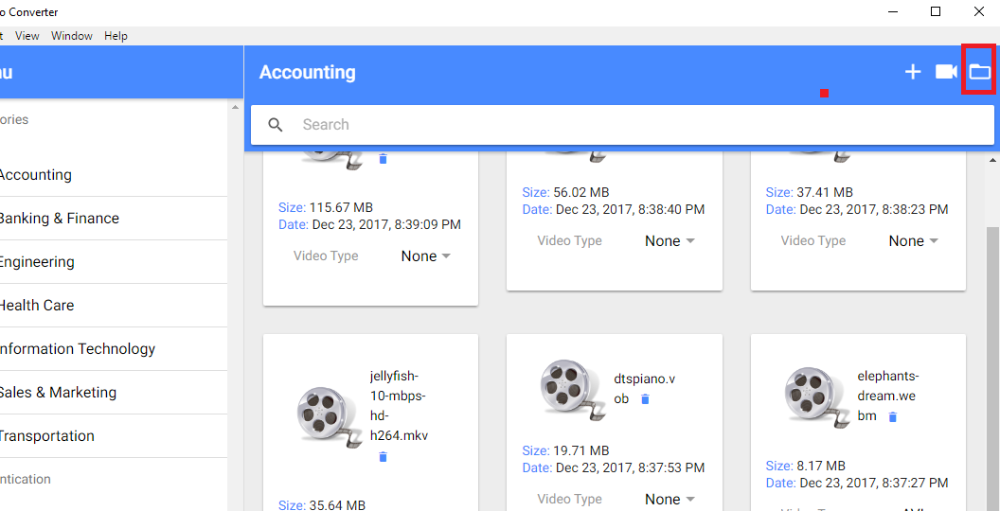 o Converter
t View Window Help
nu
Accounting
Search
ories
Accounting
Banking & Finance
Engineering
Health Care
Information Technology
Sales & Marketing
Transportation
ntication
Size: 115.67 MB
Date: Dec 23, 2017, 8:39:09 PM
Video Type None
Size: 56.02 MB
Date: Dec 23, 2017, 8:38:40 PM
Video Type None
Size: 37.41 MB
Date: Dec 23, 2017, 8:38:23 PM
Video Type None
jellyfish-
10-mbps-
hd-
h264.mkv
Size: 35.64 MB
dtspiano.v
ob
Size: 19.71 MB
Date: Dec 23, 2017, 8:37:53 PM
Video Type None
elephants-
dream.we
bm
Size: 8.17 MB
Date: Dec 23, 2017, 8:37:27 PM